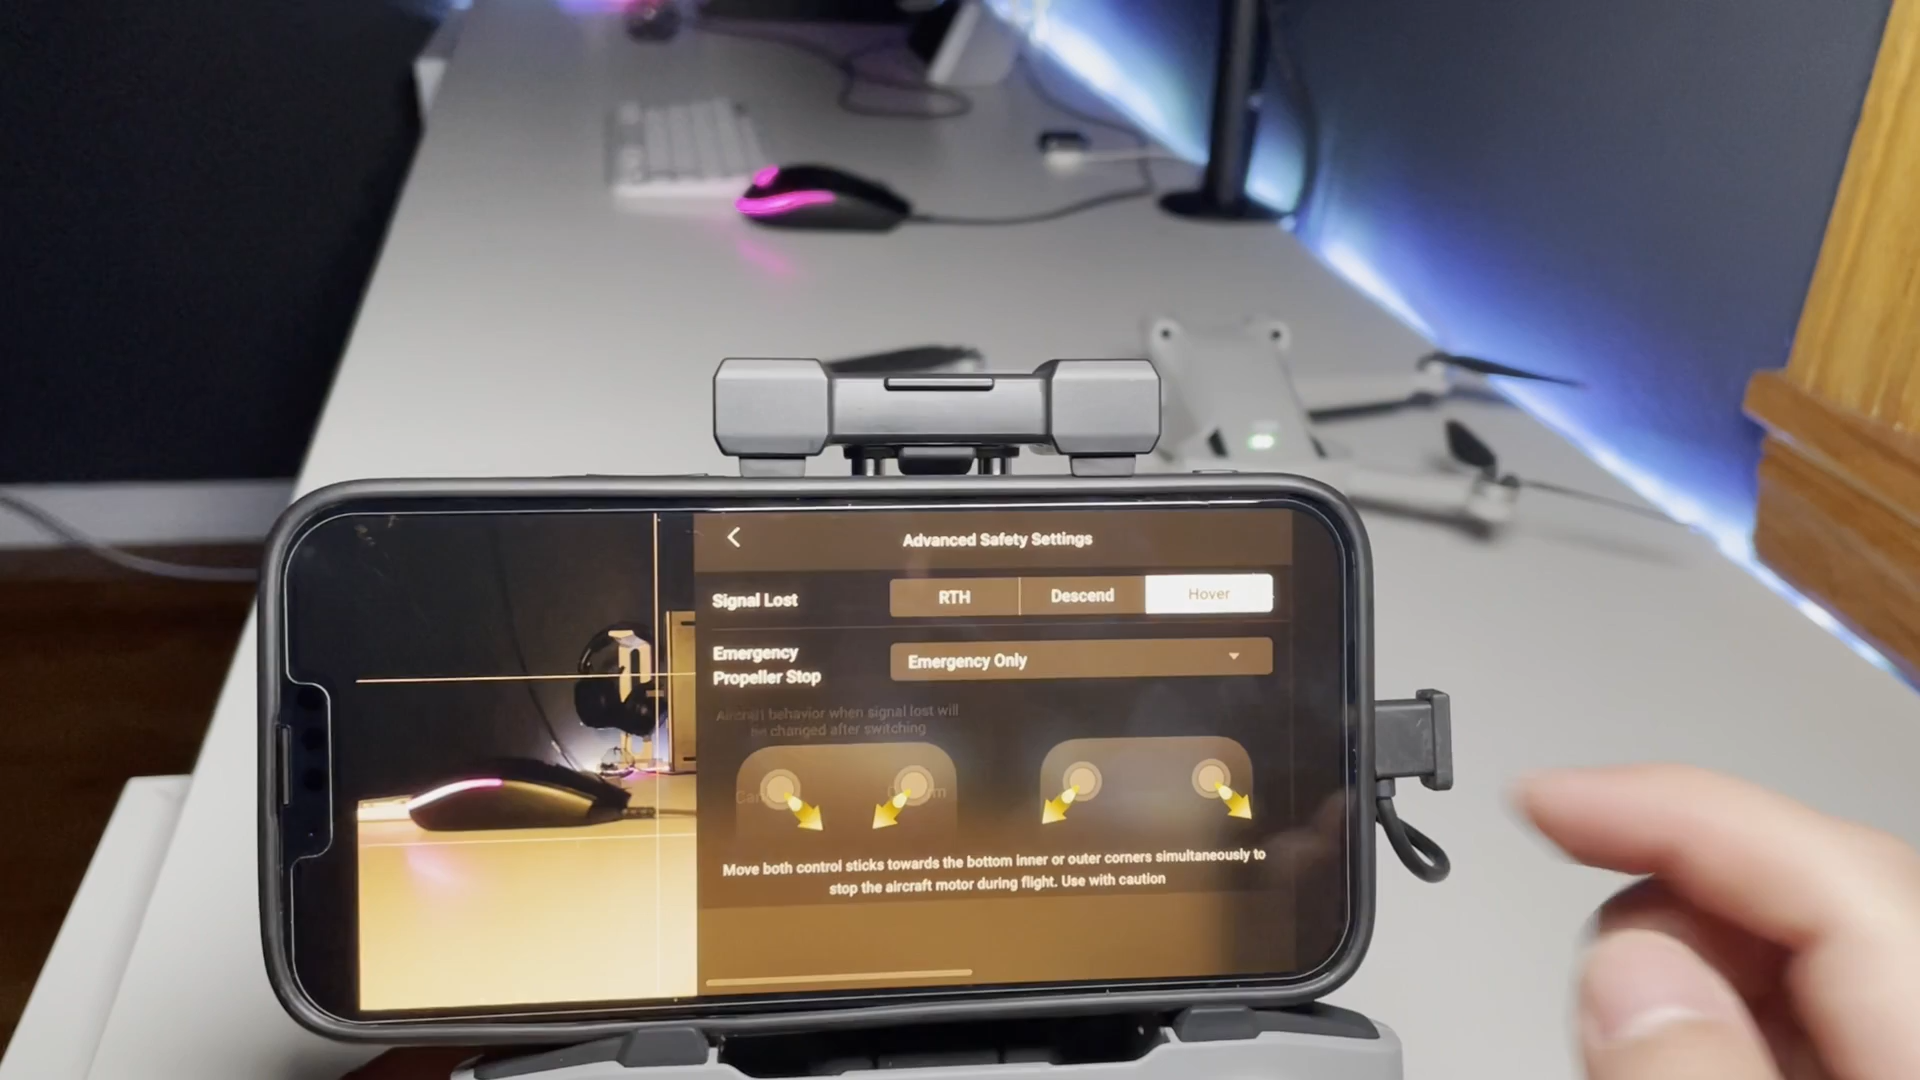 Advanced Safety Settings
Signal Lost
RTH
Descend
Hover
Emergency
Propeller Stop
Emergency Only
Aircraft behavior when signal lost will
be changed after switching
Move both control sticks towards the bottom inner or outer corners simultaneously to
stop the aircraft motor during flight. Use with caution